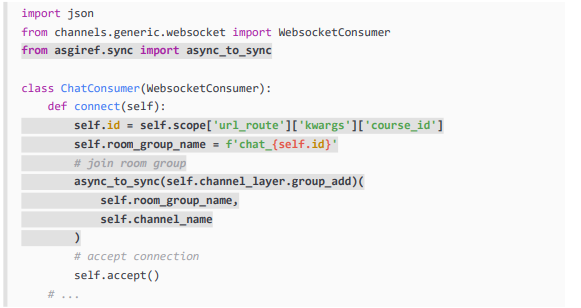 import json
from channels.generic.websocket import WebsocketConsumer
from asgiref.sync import async_to_sync

class ChatConsumer(WebsocketConsumer):
    def connect(self):
        self.id = self.scope['url_route']['kwargs']['course_id']
        self.room_group_name = f'chat_{self.id}'
        # join room group
        async_to_sync(self.channel_layer.group_add)(
            self.room_group_name,
            self.channel_name
        )
        # accept connection
        self.accept()
    # ...